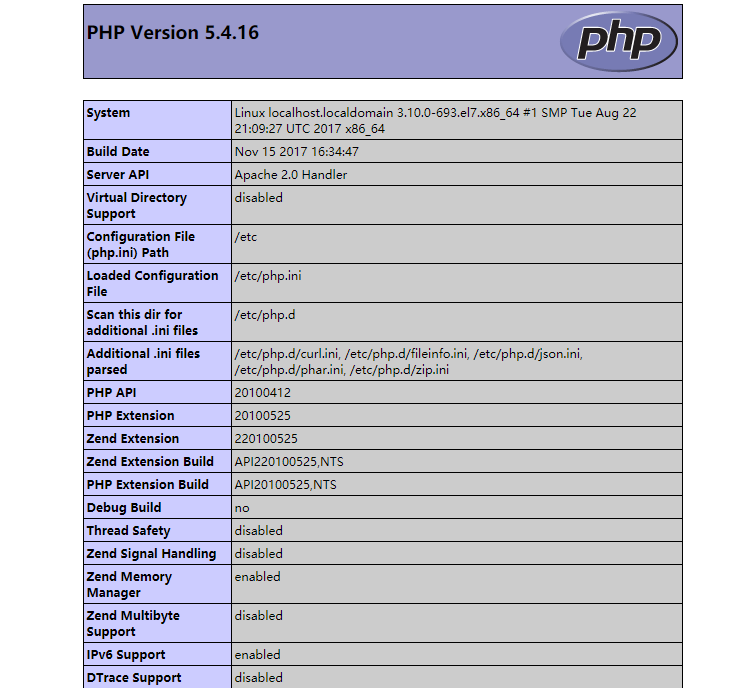 PHP Version 5.4.16
php
System
Linux localhost.localdomain 3.10.0-693.el7.x86_64 #1 SMP Tue Aug 22
21:09:27 UTC 2017 x86_64
Build Date
Nov 15 2017 16:34:47
Server API
Apache 2.0 Handler
Virtual Directory
Support
disabled
Configuration File
(php.ini) Path
/etc
Loaded Configuration
File
/etc/php.ini
Scan this dir for
additional .ini files
/etc/php.d
Additional .ini files
parsed
/etc/php.d/curl.ini, /etc/php.d/fileinfo.ini, /etc/php.d/json.ini,
/etc/php.d/phar.ini, /etc/php.d/zip.ini
PHP API
20100412
PHP Extension
20100525
Zend Extension
220100525
Zend Extension Build
API220100525,NTS
PHP Extension Build
API20100525,NTS
Debug Build
no
Thread Safety
disabled
Zend Signal Handling
disabled
Zend Memory
Manager
enabled
Zend Multibyte
Support
disabled
IPv6 Support
enabled
DTrace Support
disabled